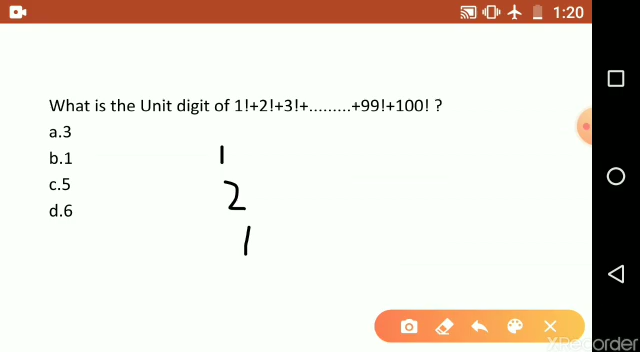 1:20
What is the Unit digit of 1!+2!+3!+.........+99!+100! ?
a.3
b.1
c.5
d.6
1
2
1
XRecorder